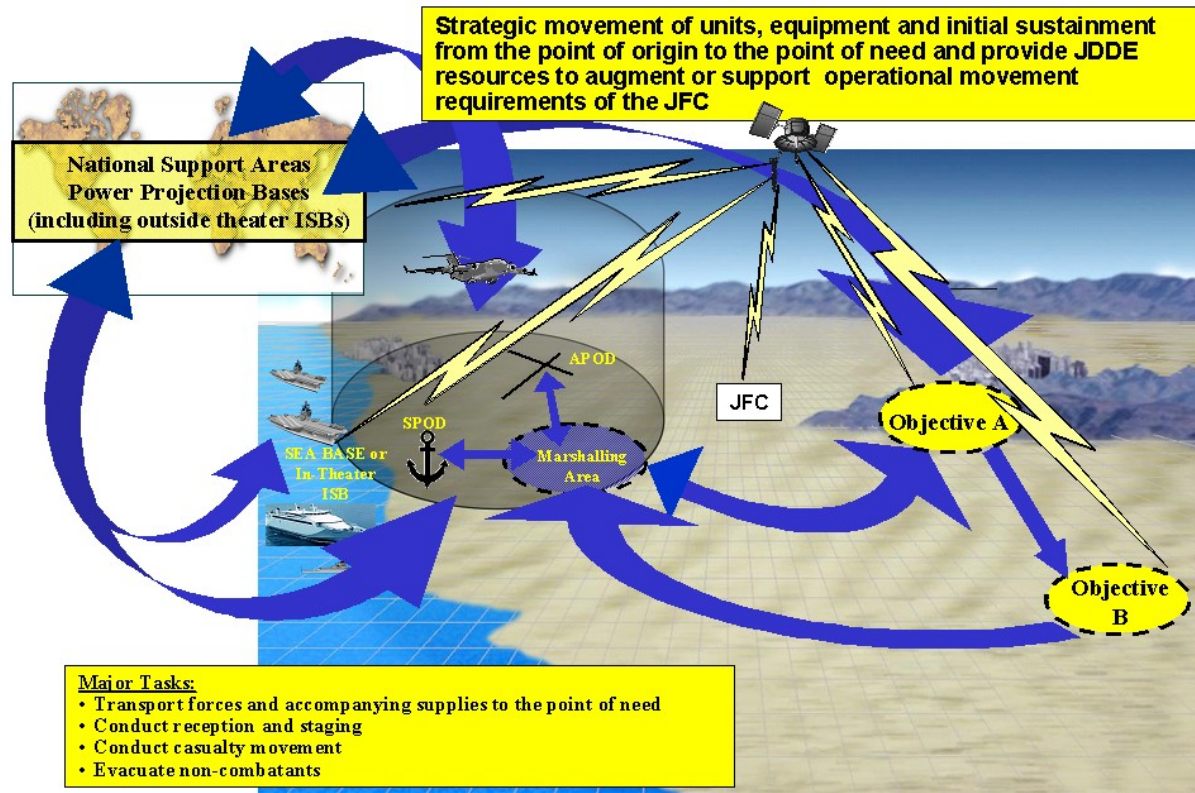 Strategic movement of units, equipment and initial sustainment
from the point of origin to the point of need and provide JDDE
resources to augment or support operational movement
requirements of the JFC
National Support Areas
Power Projection Bases
(including outside theater ISBs)
APOD
SPOD
JFC
Objective A
SEA BASE or
In-Theater
ISB
Marshalling
Area
Objective
B
Major Tasks:
• Transport forces and accompanying supplies to the point of need
• Conduct reception and staging
• Conduct casualty movement
• Evacuate non-combatants